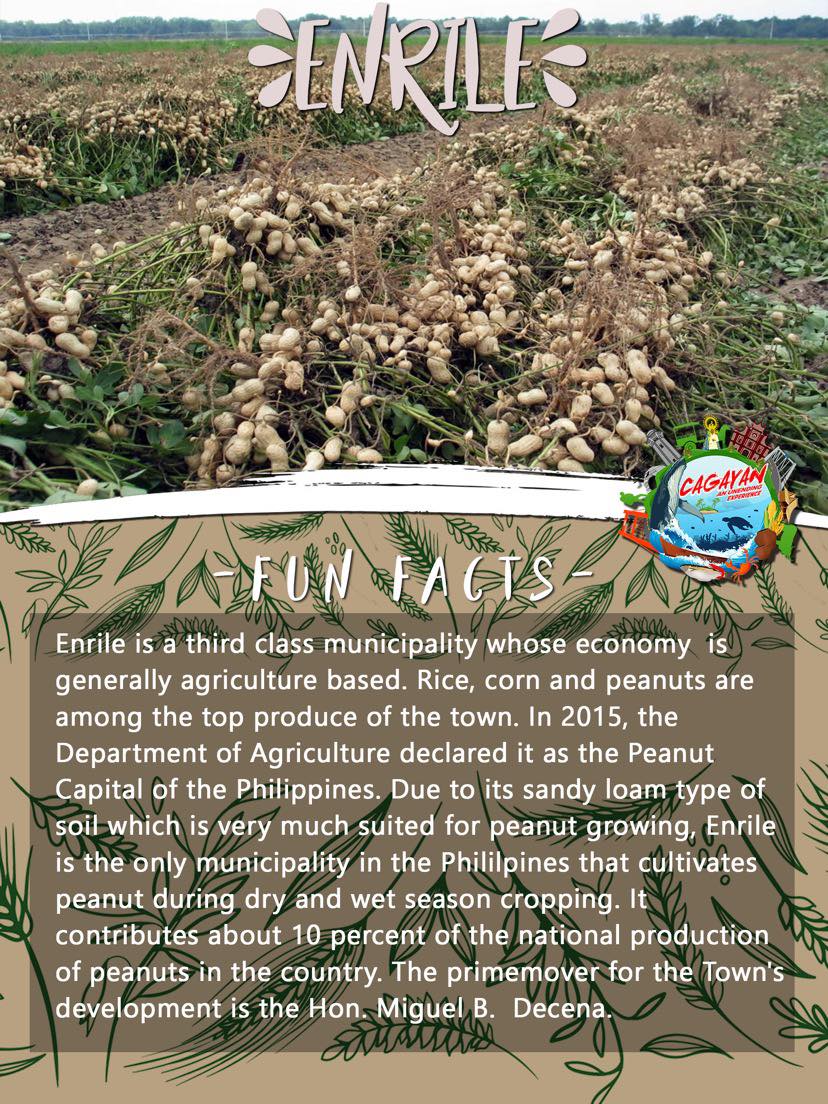 ENRILE
CAGAYAN
AN UNENDING
EXPERIENCE
-FUN FACTS-
Enrile is a third class municipality whose economy  is
generally agriculture based. Rice, corn and peanuts are
among the top produce of the town. In 2015, the
Department of Agriculture declared it as the Peanut
Capital of the Philippines. Due to its sandy loam type of
soil which is very much suited for peanut growing, Enrile
is the only municipality in the Phililpines that cultivates
peanut during dry and wet season cropping. It
contributes about 10 percent of the national production
of peanuts in the country. The primemover for the Town's
development is the Hon. Miguel B.  Decena.